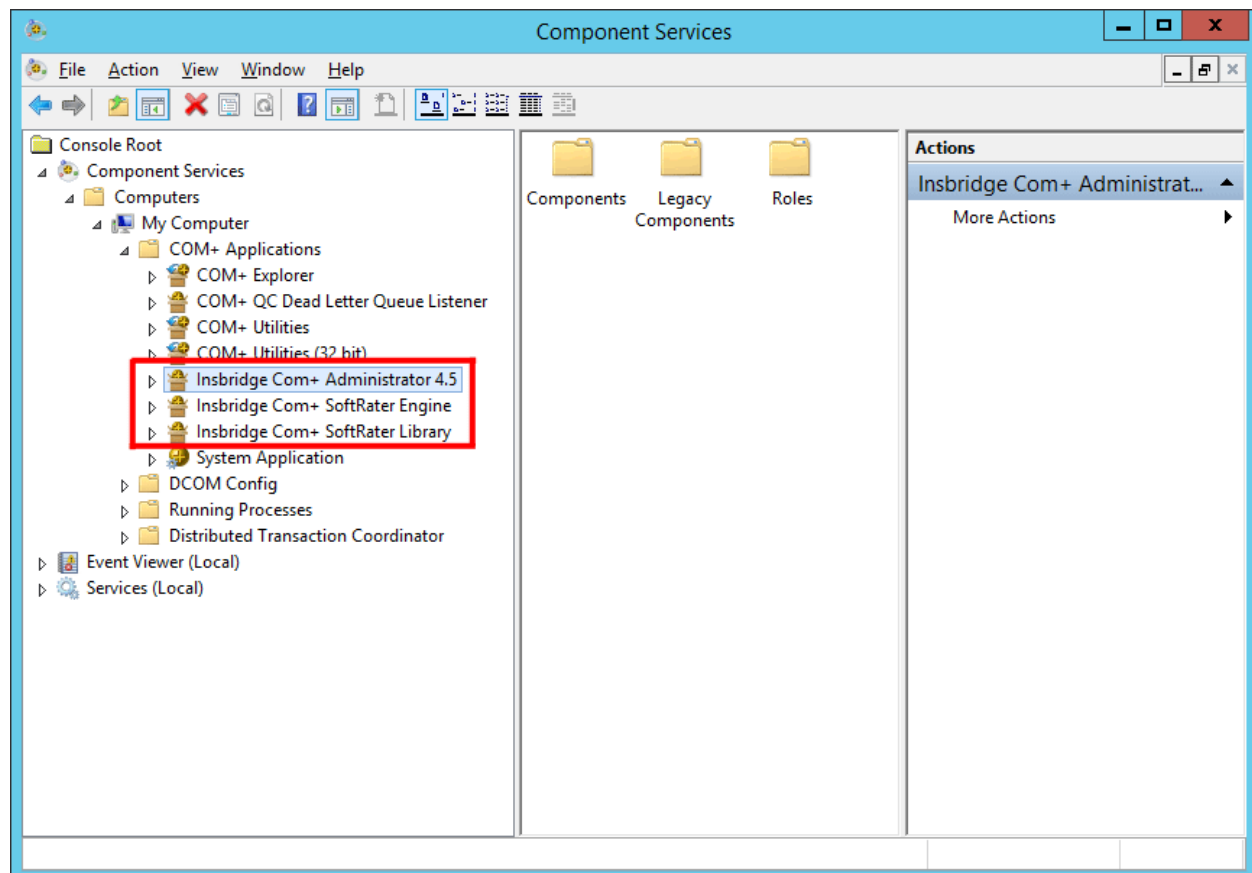 Component Services
File Action View Window Help
Console Root
Component Services
Computers
My Computer
COM+ Applications
COM+ Explorer
COM+ QC Dead Letter Queue Listener
COM+ Utilities
COM+ Utilities (32 bit)
Insbridge Com+ Administrator 4.5
Insbridge Com+ SoftRater Engine
Insbridge Com+ SoftRater Library
System Application
DCOM Config
Running Processes
Distributed Transaction Coordinator
Event Viewer (Local)
Services (Local)
Components
Legacy
Components
Roles
Actions
Insbridge Com+ Administrat...
More Actions